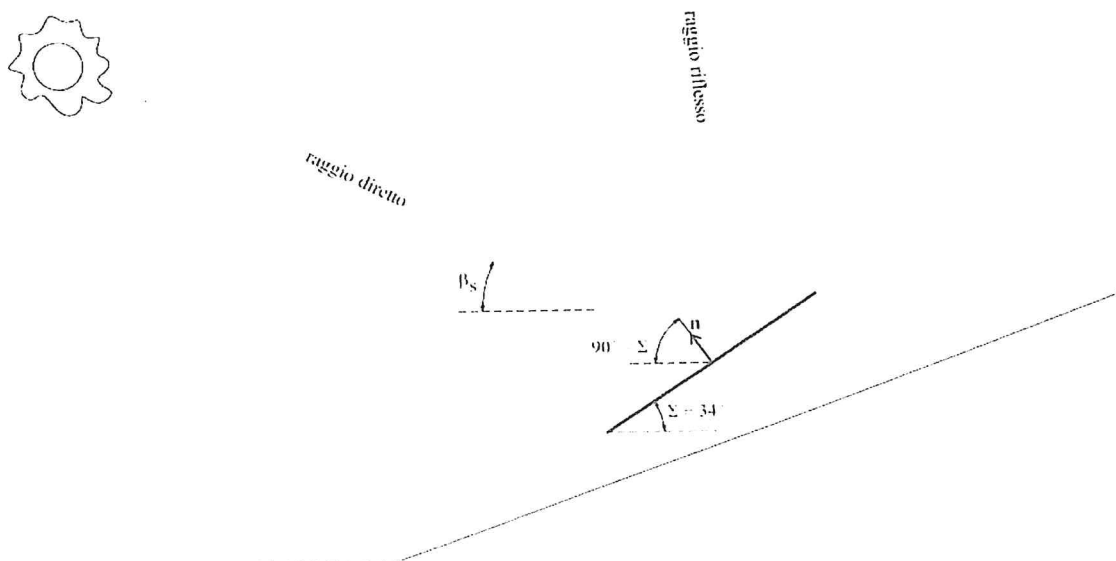 raggio riflesso
raggio diretto
βs
n
90° - Σ
Σ = 34°